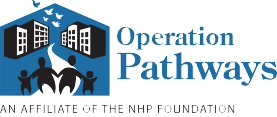 Operation
Pathways
AN AFFILIATE OF THE NHP FOUNDATION